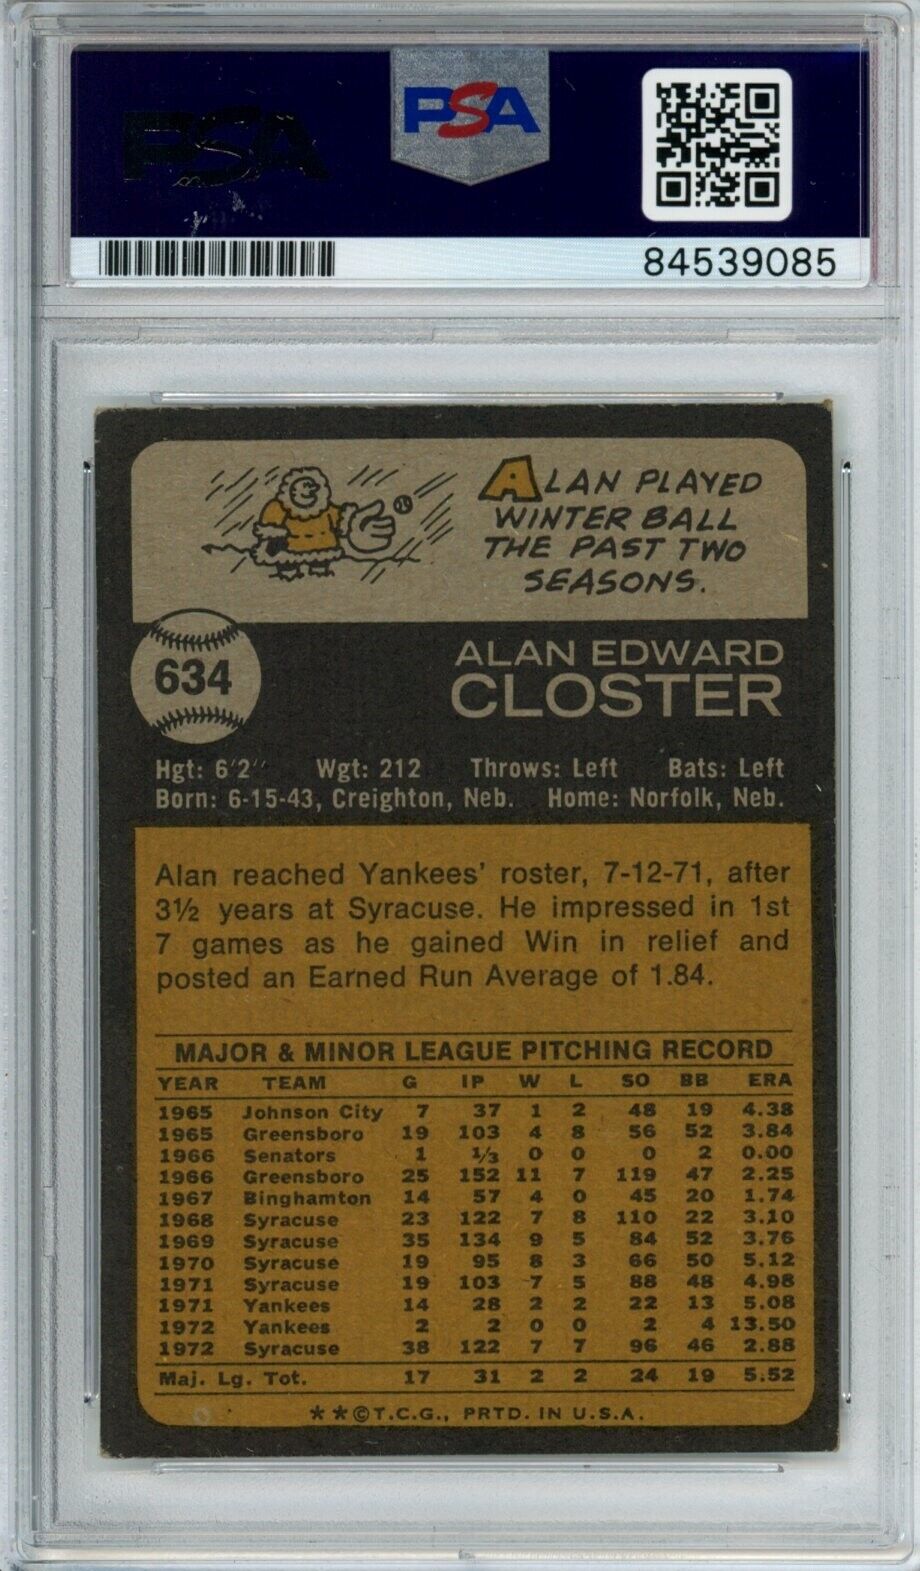 PSA
PSA
84539085
ALAN PLAYED
WINTER BALL
THE PAST TWO
SEASONS.
634
ALAN EDWARD
CLOSTER
Hgt: 6'2" Wgt: 212 Throws: Left Bats: Left
Born: 6-15-43, Creighton, Neb. Home: Norfolk, Neb.
Alan reached Yankees' roster, 7-12-71, after
3½ years at Syracuse. He impressed in 1st
7 games as he gained Win in relief and
posted an Earned Run Average of 1.84.
MAJOR & MINOR LEAGUE PITCHING RECORD
YEAR TEAM G IP W L SO BB ERA
1965 Johnson City 7 37 1 2 48 19 4.38
1965 Greensboro 19 103 4 8 56 52 3.84
1966 Senators 1 1/3 0 0 0 2 0.00
1966 Greensboro 25 152 11 7 119 47 2.25
1967 Binghamton 14 57 4 0 45 20 1.74
1968 Syracuse 23 122 7 8 110 22 3.10
1969 Syracuse 35 134 9 5 84 52 3.76
1970 Syracuse 19 95 8 3 66 50 5.12
1971 Syracuse 19 103 7 5 88 48 4.98
1971 Yankees 14 28 2 2 22 13 5.08
1972 Yankees 2 2 0 0 2 4 13.50
1972 Syracuse 38 122 7 7 96 46 2.88
Maj. Lg. Tot. 17 31 2 2 24 19 5.52
**©T.C.G., PRTD. IN U.S.A.